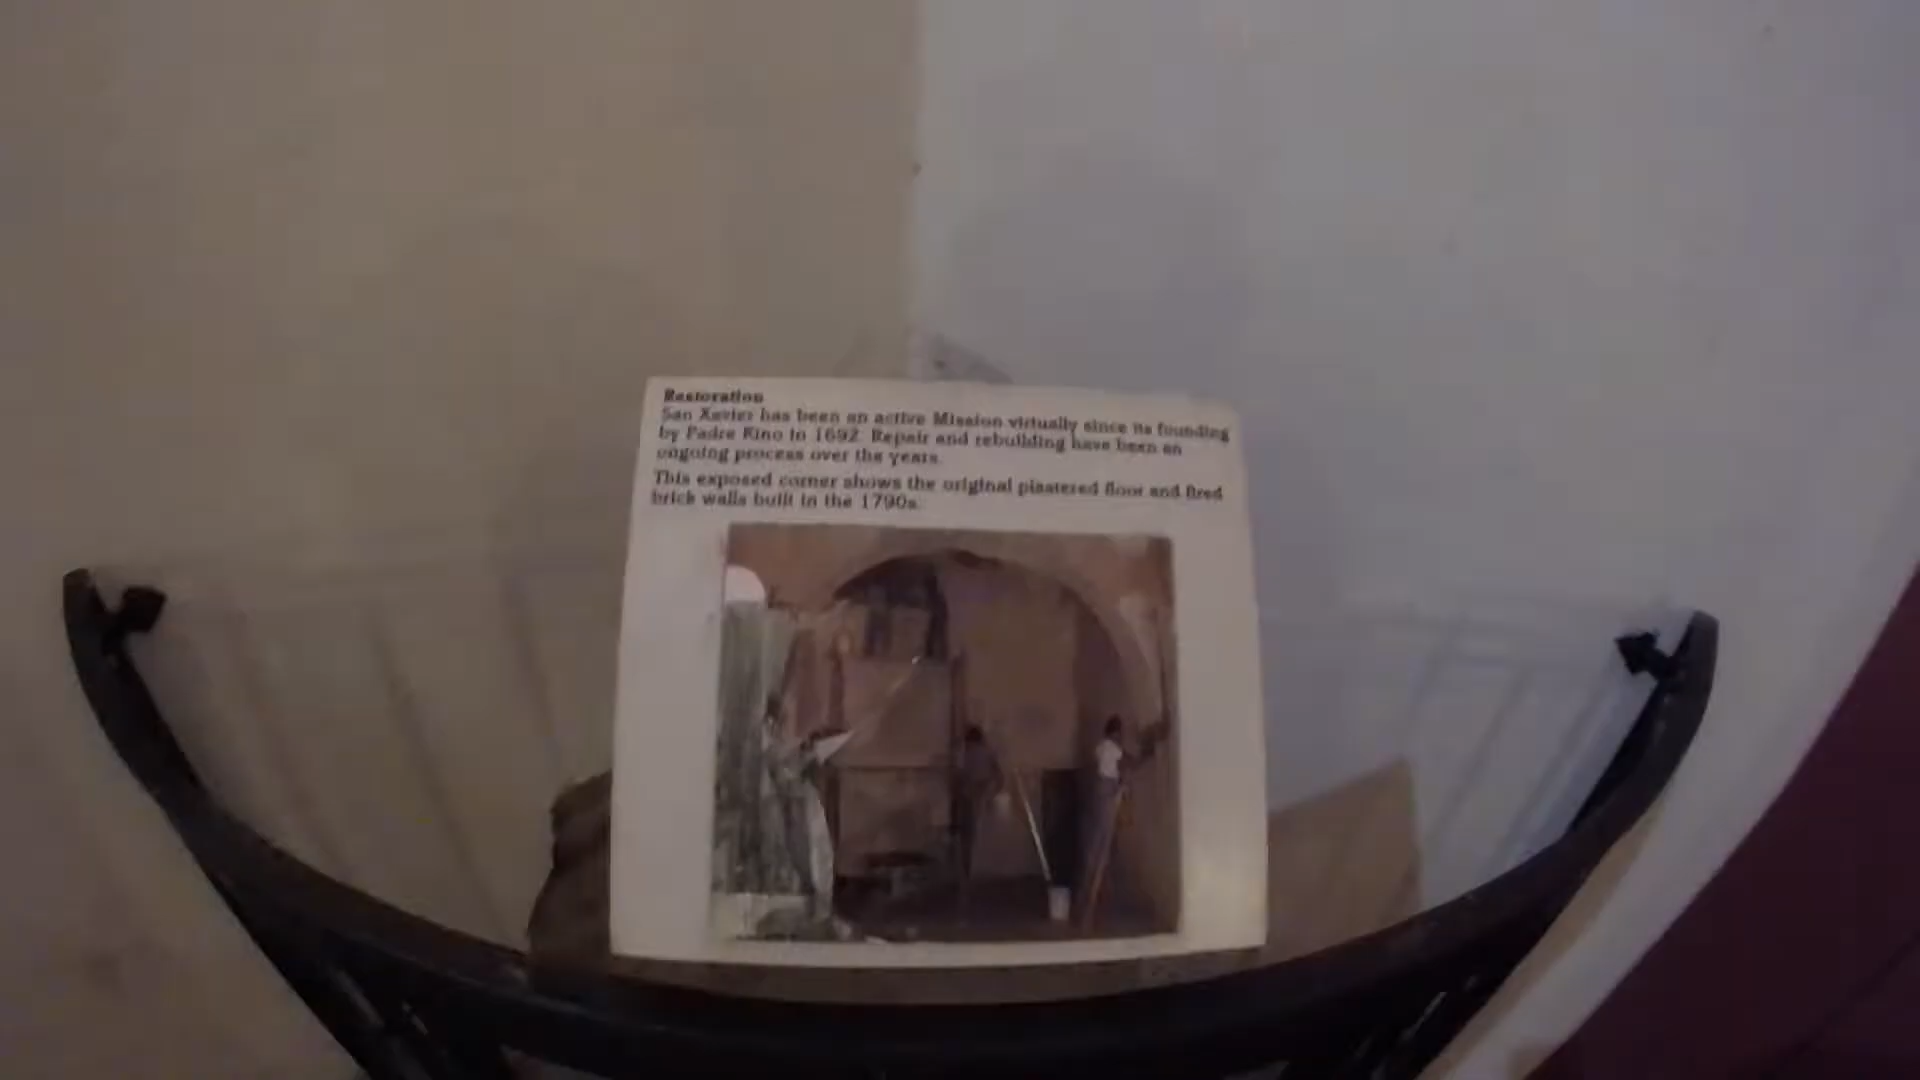 Restoration
San Xavier has been an active Mission virtually since its founding
by Padre Kino in 1692. Repair and rebuilding have been an
ongoing process over the years.
This exposed corner shows the original plastered floor and fired
brick walls built in the 1790s.